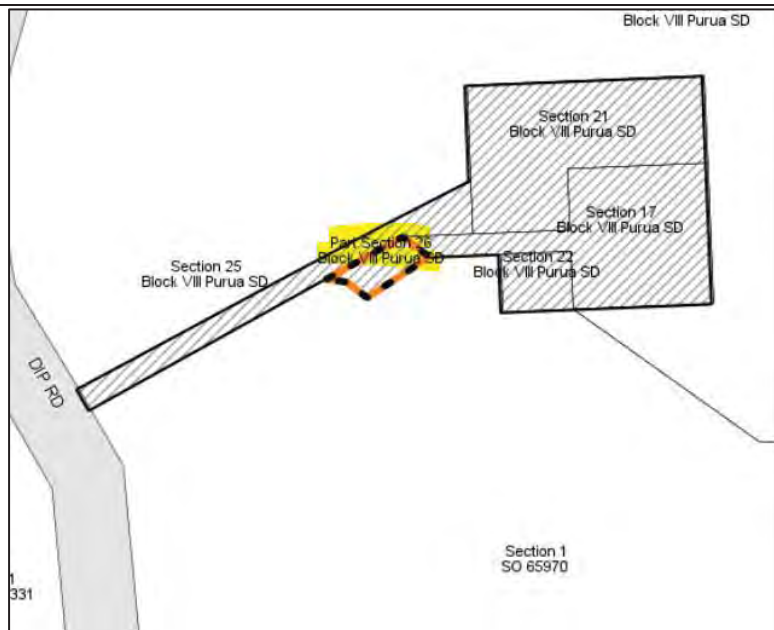 Block VIII Purua SD
Section 21
Block VIII Purua SD
Section 17
Block VIII Purua SD
Part Section 26
Block VIII Purua SD
Section 22
Block VIII Purua SD
Section 25
Block VIII Purua SD
DIP RD
Section 1
SO 65970
1
331